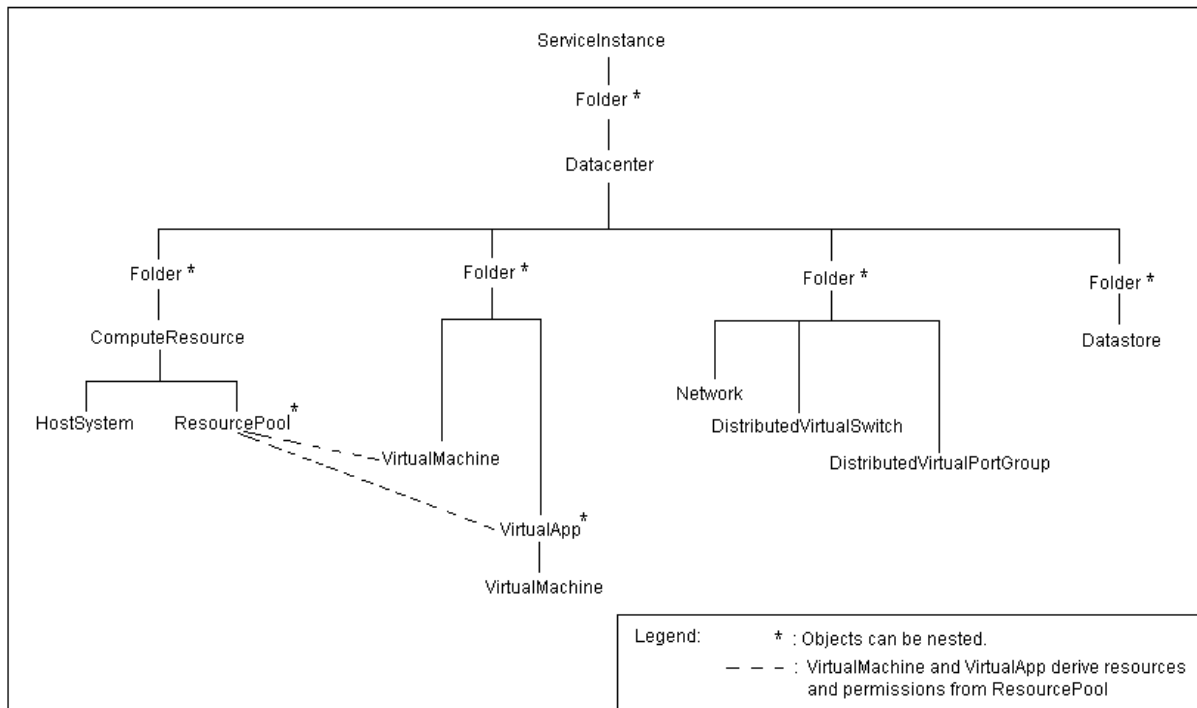 ServiceInstance
Folder *
Datacenter
Folder *
Folder *
Folder *
Folder *
ComputeResource
Datastore
HostSystem
ResourcePool *
Network
DistributedVirtualSwitch
VirtualMachine
DistributedVirtualPortGroup
VirtualApp *
VirtualMachine
Legend:
* : Objects can be nested.
— — — : VirtualMachine and VirtualApp derive resources
and permissions from ResourcePool